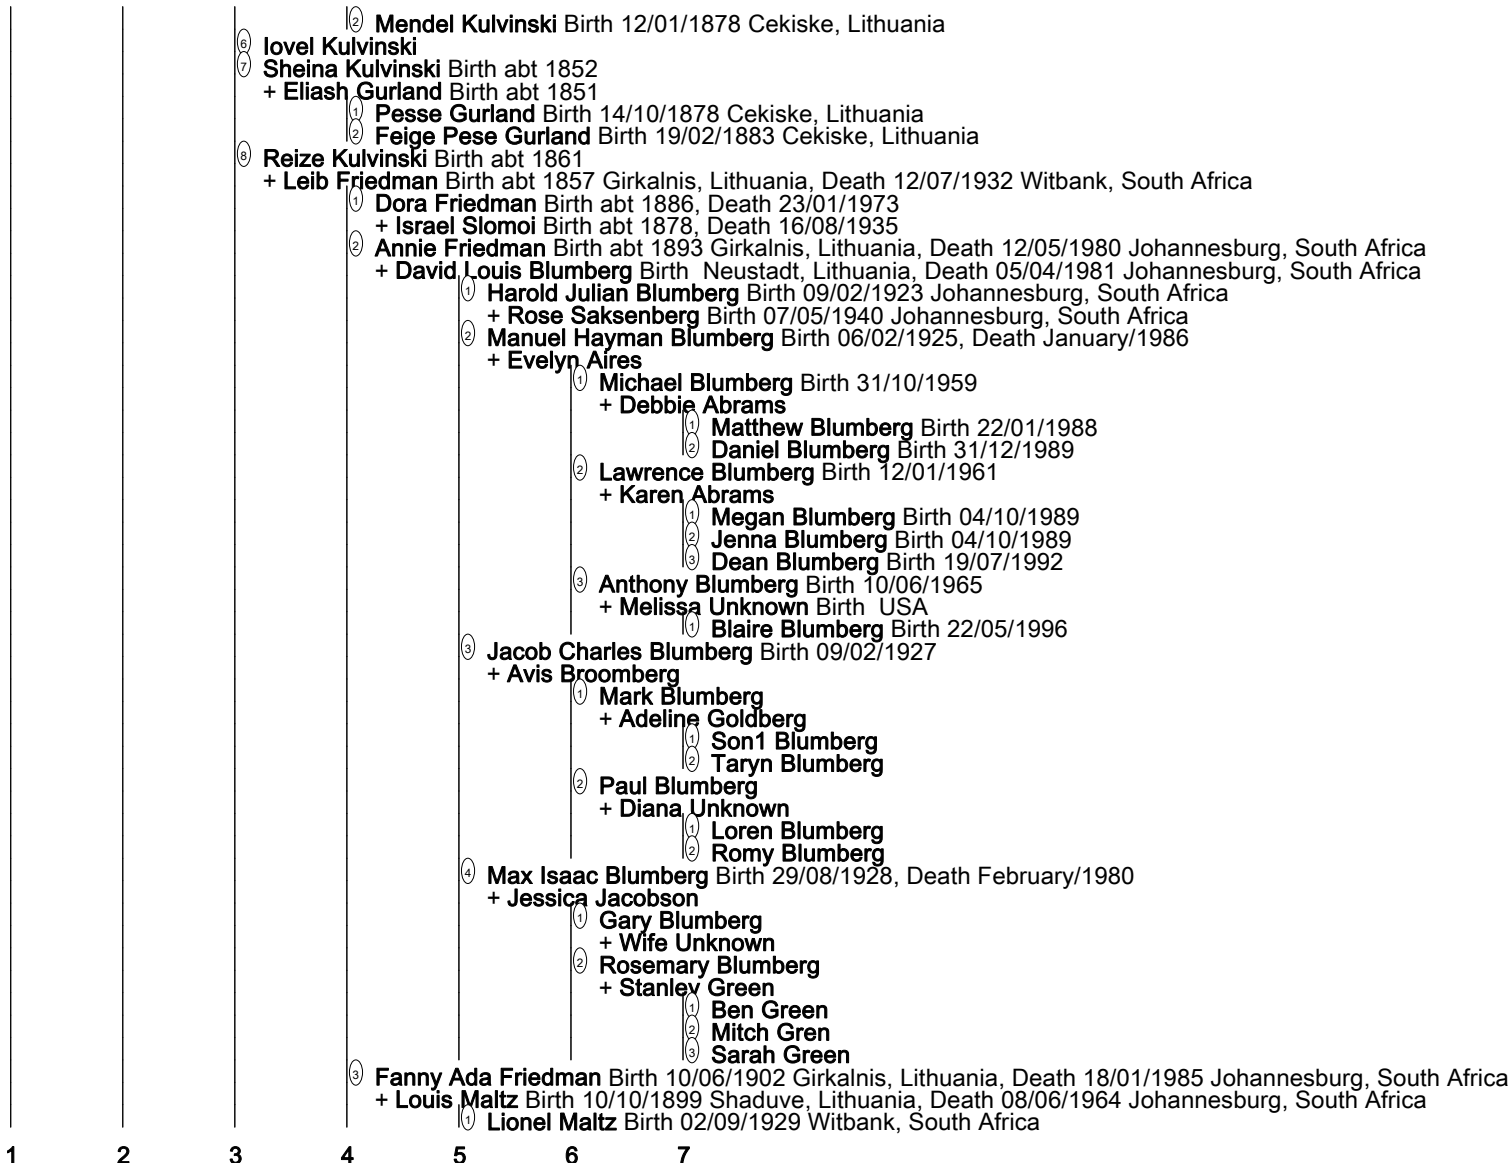 ② Mendel Kulvinski Birth 12/01/1878 Cekiske, Lithuania
⑥ Iovel Kulvinski
⑦ Sheina Kulvinski Birth abt 1852
+ Eliash Gurland Birth abt 1851
① Pesse Gurland Birth 14/10/1878 Cekiske, Lithuania
② Feige Pese Gurland Birth 19/02/1883 Cekiske, Lithuania
⑧ Reize Kulvinski Birth abt 1861
+ Leib Friedman Birth abt 1857 Girkalnis, Lithuania, Death 12/07/1932 Witbank, South Africa
① Dora Friedman Birth abt 1886, Death 23/01/1973
+ Israel Slomoi Birth abt 1878, Death 16/08/1935
② Annie Friedman Birth abt 1893 Girkalnis, Lithuania, Death 12/05/1980 Johannesburg, South Africa
+ David Louis Blumberg Birth  Neustadt, Lithuania, Death 05/04/1981 Johannesburg, South Africa
① Harold Julian Blumberg Birth 09/02/1923 Johannesburg, South Africa
+ Rose Saksenberg Birth 07/05/1940 Johannesburg, South Africa
② Manuel Hayman Blumberg Birth 06/02/1925, Death January/1986
+ Evelyn Aires
① Michael Blumberg Birth 31/10/1959
+ Debbie Abrams
① Matthew Blumberg Birth 22/01/1988
② Daniel Blumberg Birth 31/12/1989
② Lawrence Blumberg Birth 12/01/1961
+ Karen Abrams
① Megan Blumberg Birth 04/10/1989
② Jenna Blumberg Birth 04/10/1989
③ Dean Blumberg Birth 19/07/1992
③ Anthony Blumberg Birth 10/06/1965
+ Melissa Unknown Birth  USA
① Blaire Blumberg Birth 22/05/1996
③ Jacob Charles Blumberg Birth 09/02/1927
+ Avis Broomberg
① Mark Blumberg
+ Adeline Goldberg
① Son1 Blumberg
② Taryn Blumberg
② Paul Blumberg
+ Diana Unknown
① Loren Blumberg
② Romy Blumberg
④ Max Isaac Blumberg Birth 29/08/1928, Death February/1980
+ Jessica Jacobson
① Gary Blumberg
+ Wife Unknown
② Rosemary Blumberg
+ Stanley Green
① Ben Green
② Mitch Gren
③ Sarah Green
③ Fanny Ada Friedman Birth 10/06/1902 Girkalnis, Lithuania, Death 18/01/1985 Johannesburg, South Africa
+ Louis Maltz Birth 10/10/1899 Shaduve, Lithuania, Death 08/06/1964 Johannesburg, South Africa
① Lionel Maltz Birth 02/09/1929 Witbank, South Africa
1 2 3 4 5 6 7